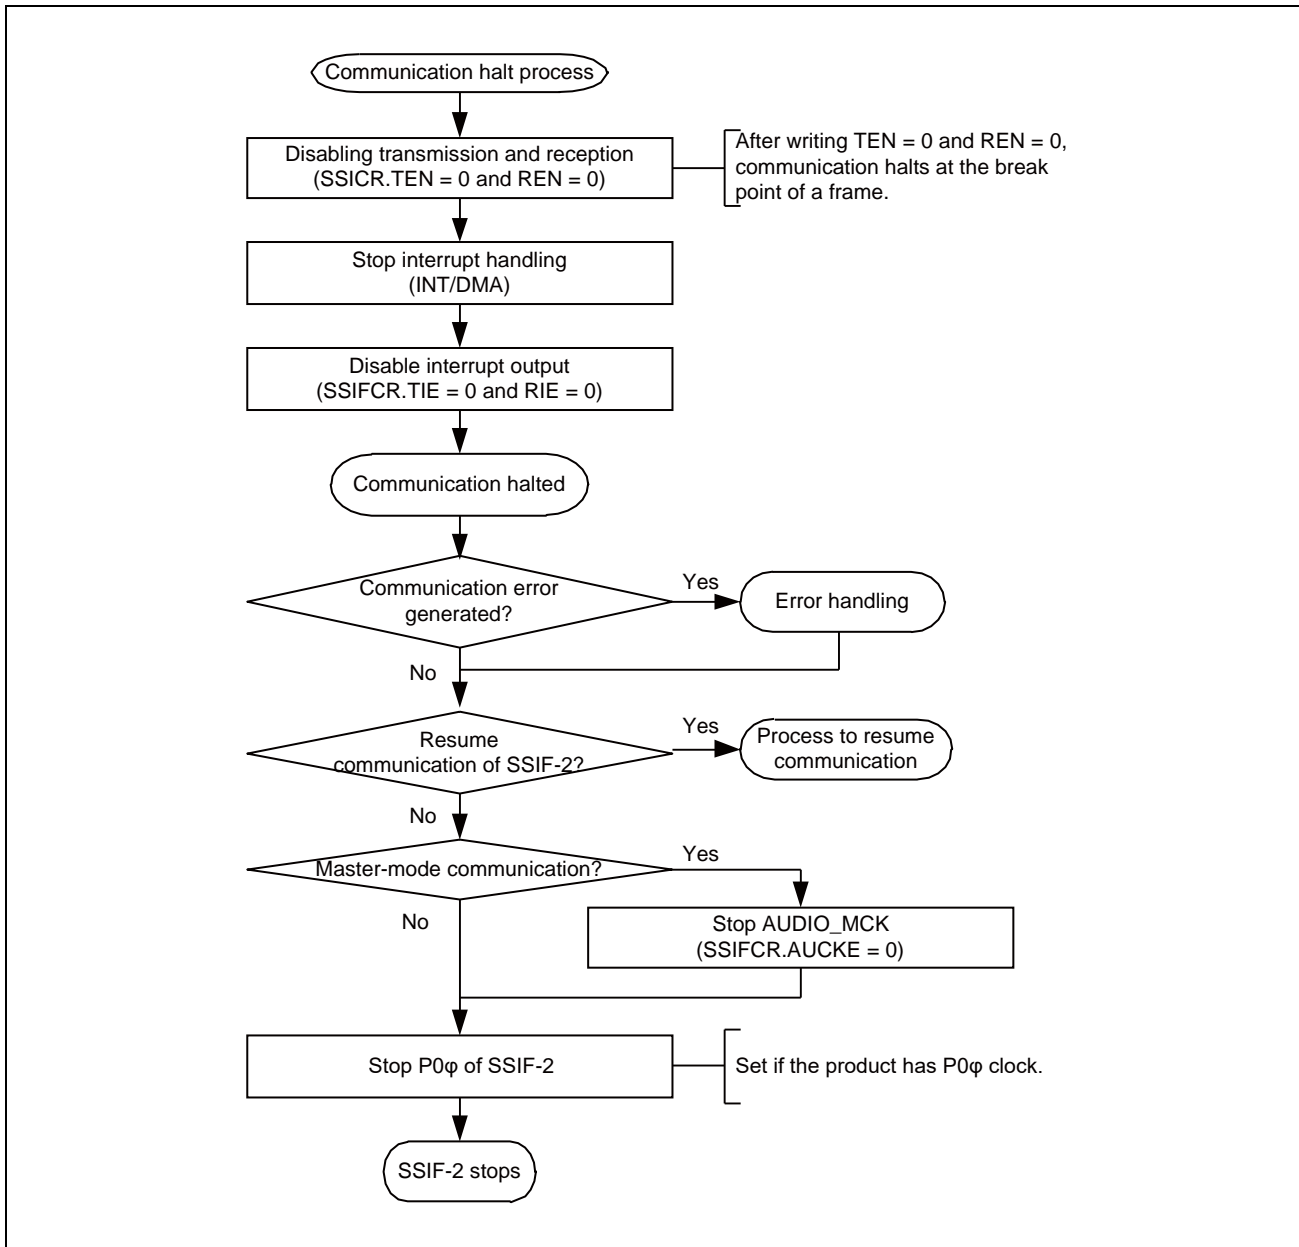 Communication halt process
Disabling transmission and reception
(SSICR.TEN = 0 and REN = 0)
After writing TEN = 0 and REN = 0,
communication halts at the break
point of a frame.
Stop interrupt handling
(INT/DMA)
Disable interrupt output
(SSIFCR.TIE = 0 and RIE = 0)
Communication halted
Communication error
generated?
Yes
Error handling
No
Resume
communication of SSIF-2?
Yes
Process to resume
communication
No
Master-mode communication?
Yes
No
Stop AUDIO_MCK
(SSIFCR.AUCKE = 0)
Stop P0φ of SSIF-2
Set if the product has P0φ clock.
SSIF-2 stops